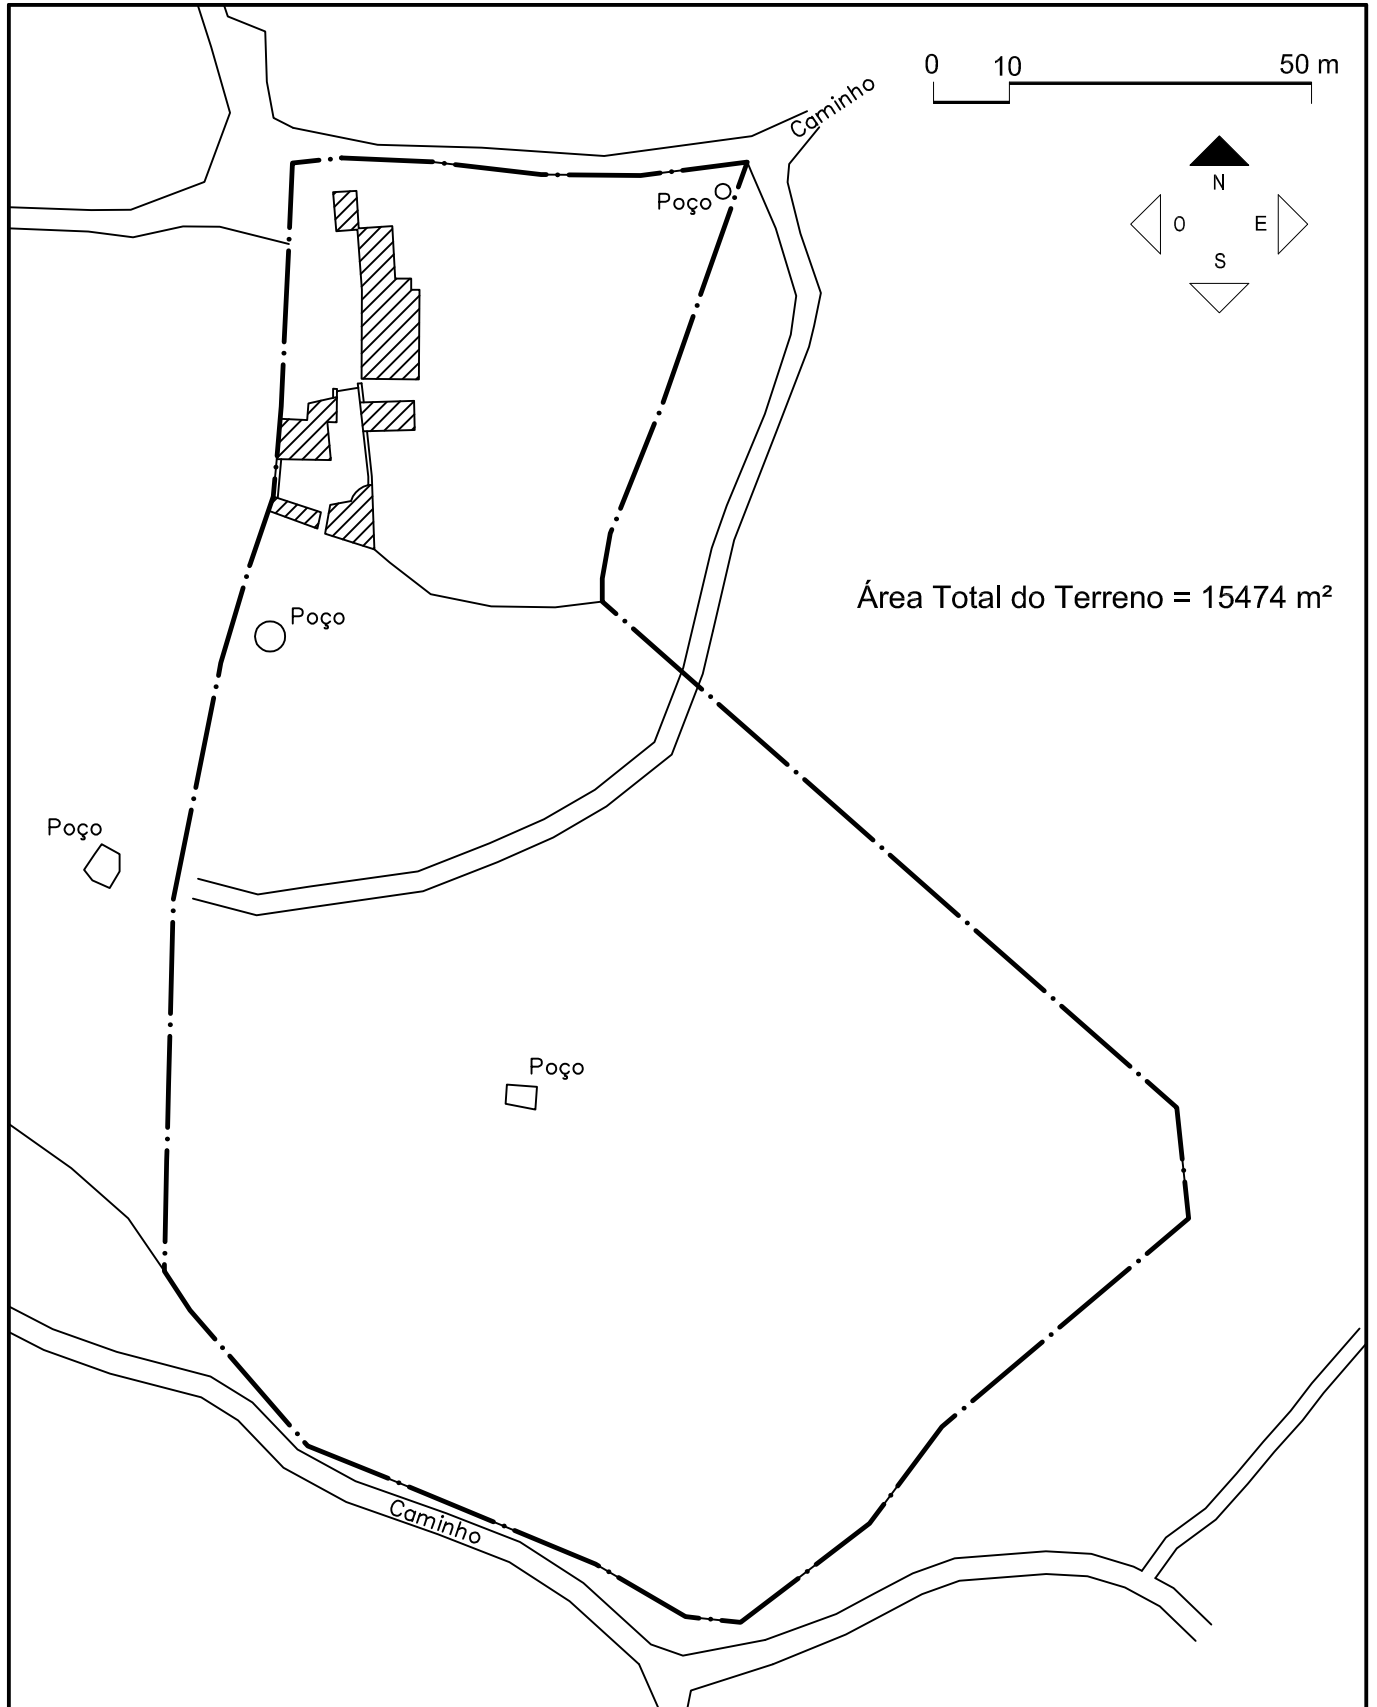 0 10 50 m
Caminho
N
O E
S
Poço
Área Total do Terreno = 15474 m²
Poço
Poço
Poço
Caminho